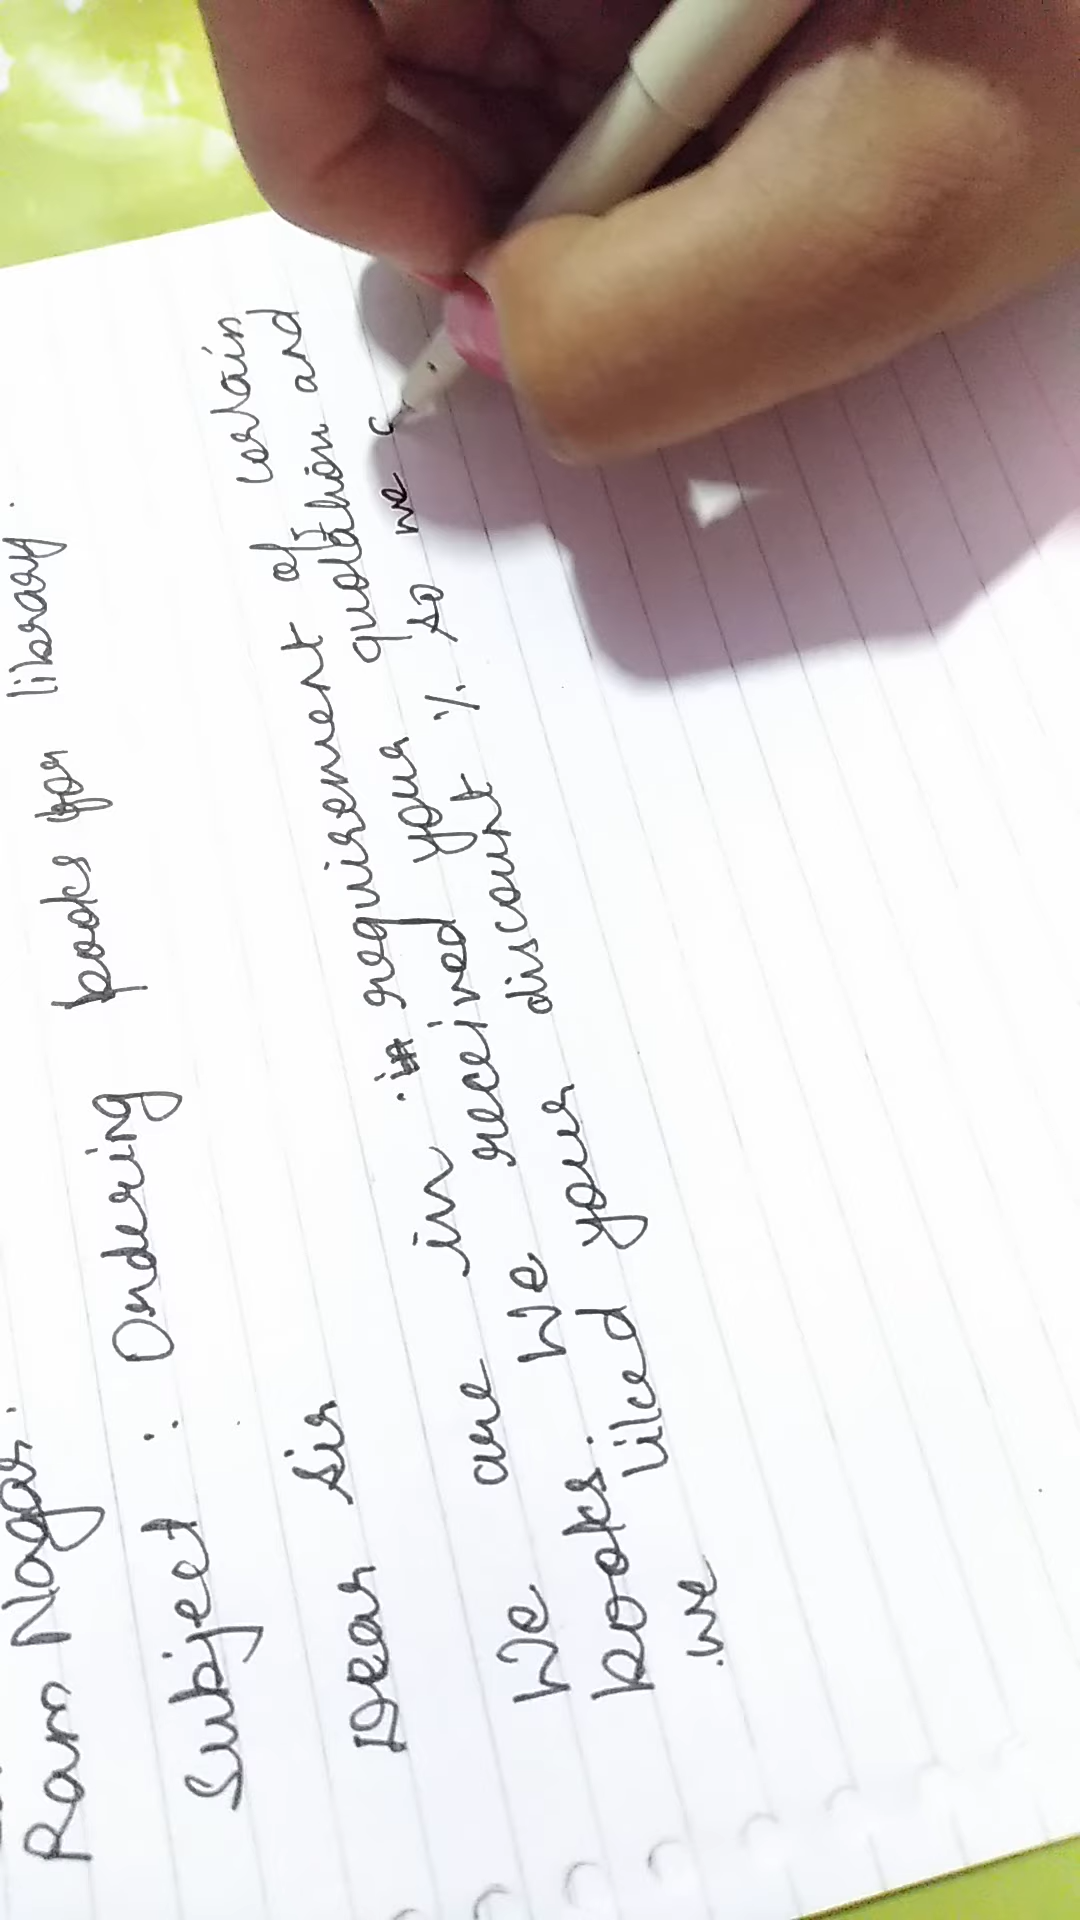 Ram Nagar.
Subject : Ordering books for library.
Dear Sir
We are in requirement of certain
books. We received your quotation and
we liked your discount % so we